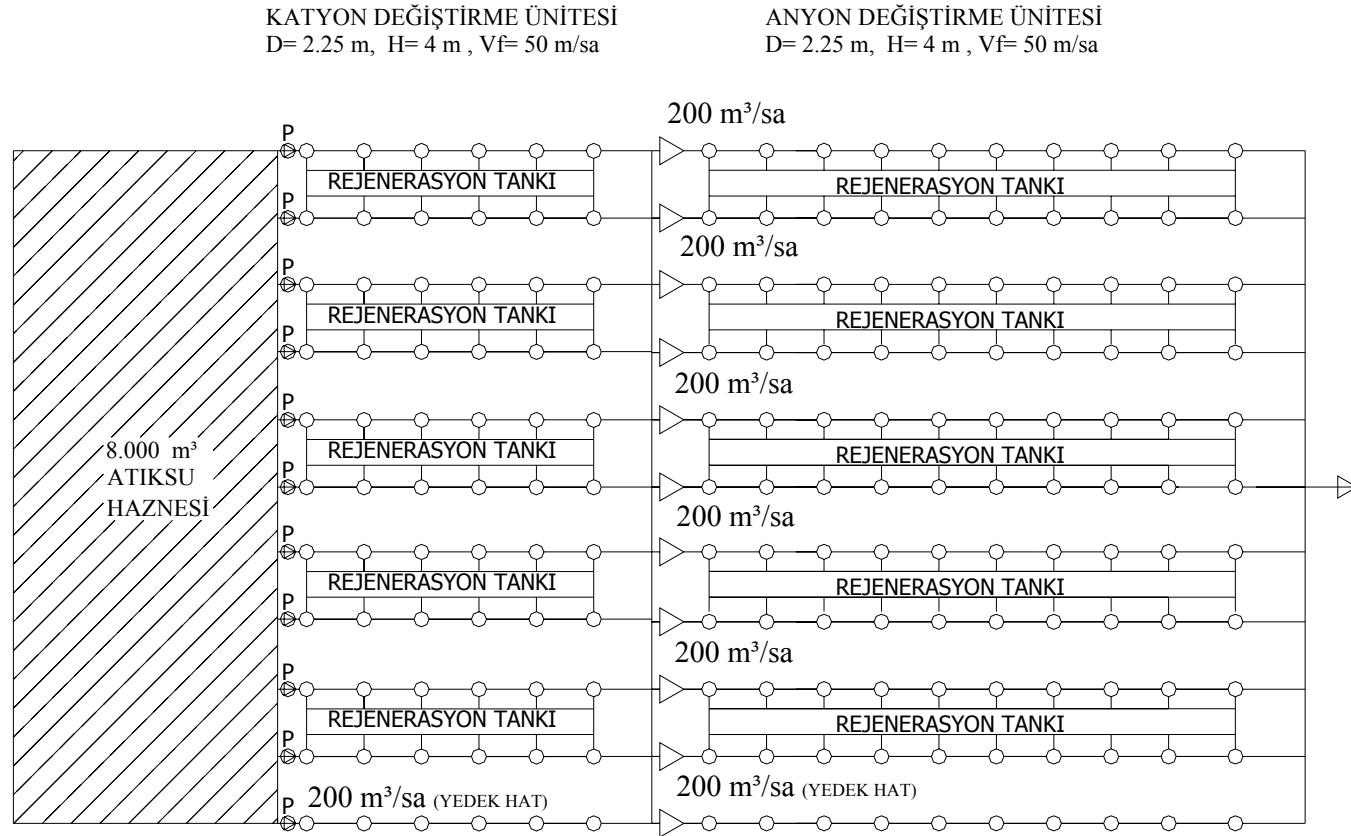 KATYON DEĞİŞTİRME ÜNİTESİ
D= 2.25 m, H= 4 m , Vf= 50 m/sa
ANYON DEĞİŞTİRME ÜNİTESİ
D= 2.25 m, H= 4 m , Vf= 50 m/sa
200 m³/sa
P
REJENERASYON TANKI
REJENERASYON TANKI
P
200 m³/sa
P
REJENERASYON TANKI
REJENERASYON TANKI
P
200 m³/sa
P
8.000 m³
ATIKSU
HAZNESİ
REJENERASYON TANKI
REJENERASYON TANKI
P
200 m³/sa
P
REJENERASYON TANKI
REJENERASYON TANKI
P
200 m³/sa
P
REJENERASYON TANKI
REJENERASYON TANKI
P
200 m³/sa (YEDEK HAT)
P
200 m³/sa (YEDEK HAT)